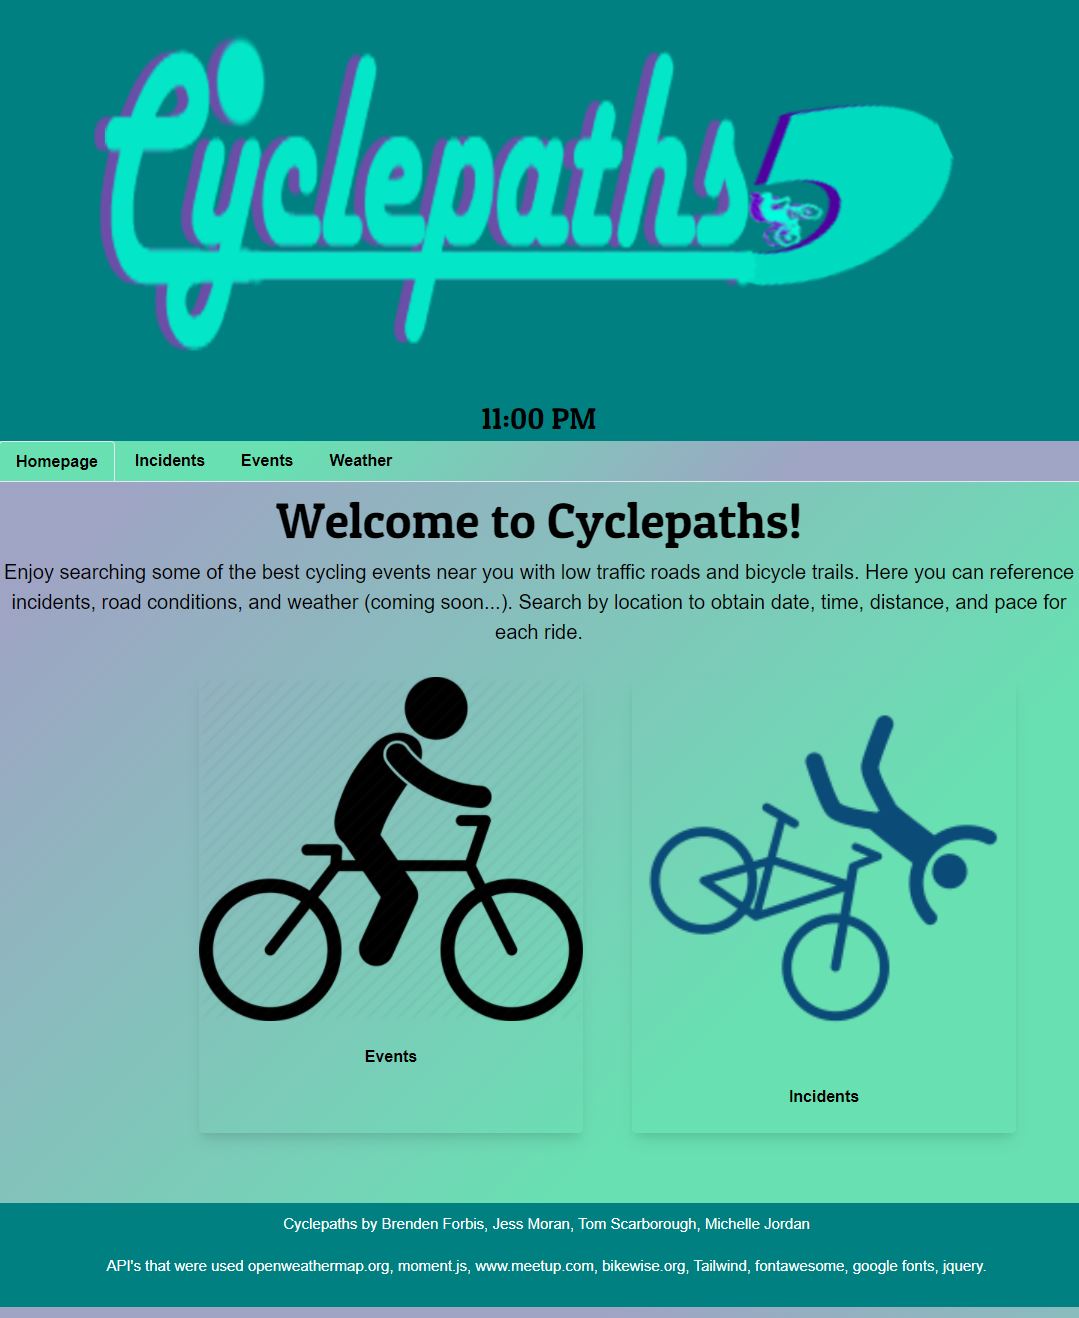 Cyclepaths
11:00 PM
Homepage Incidents Events Weather
Welcome to Cyclepaths!
Enjoy searching some of the best cycling events near you with low traffic roads and bicycle trails. Here you can reference
incidents, road conditions, and weather (coming soon...). Search by location to obtain date, time, distance, and pace for
each ride.
Events
Incidents
Cyclepaths by Brenden Forbis, Jess Moran, Tom Scarborough, Michelle Jordan
API's that were used openweathermap.org, moment.js, www.meetup.com, bikewise.org, Tailwind, fontawesome, google fonts, jquery.